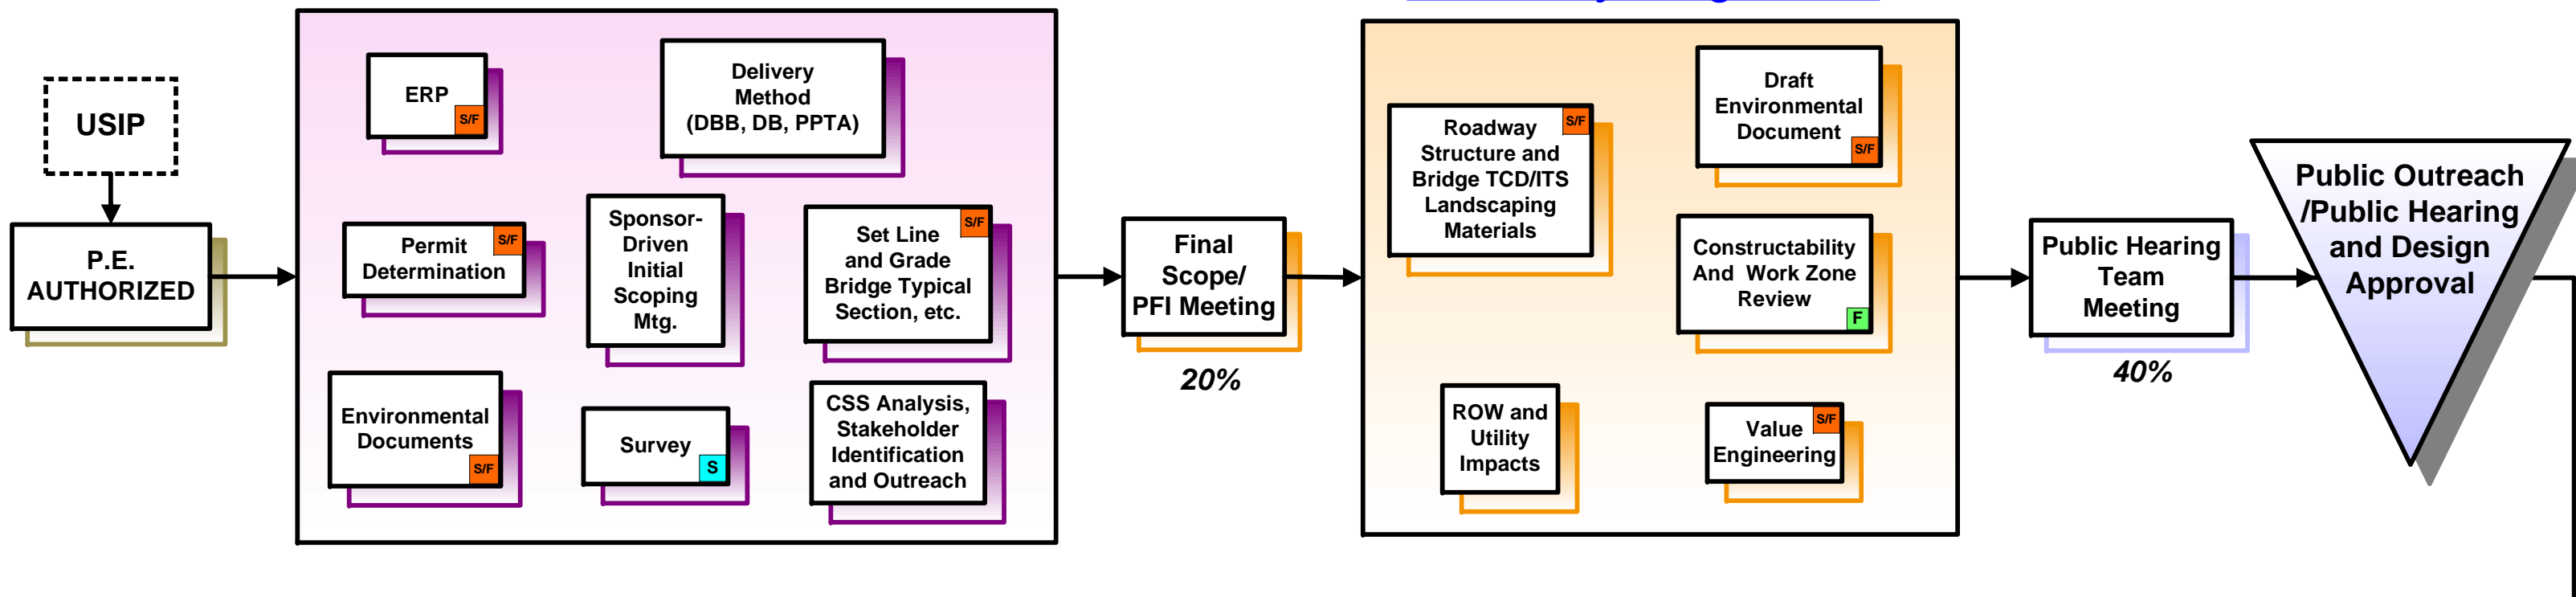 USIP
P.E.
AUTHORIZED
ERP
S/F
Delivery
Method
(DBB, DB, PPTA)
Permit
Determination
S/F
Sponsor-
Driven
Initial
Scoping
Mtg.
Set Line
and Grade
Bridge Typical
Section, etc.
S/F
Environmental
Documents
S/F
Survey
S
CSS Analysis,
Stakeholder
Identification
and Outreach
Final
Scope/
PFI Meeting
20%
Roadway
Structure and
Bridge TCD/ITS
Landscaping
Materials
S/F
Draft
Environmental
Document
S/F
Constructability
And Work Zone
Review
F
ROW and
Utility
Impacts
Value
Engineering
S/F
Public Hearing
Team
Meeting
40%
Public Outreach
/Public Hearing
and Design
Approval